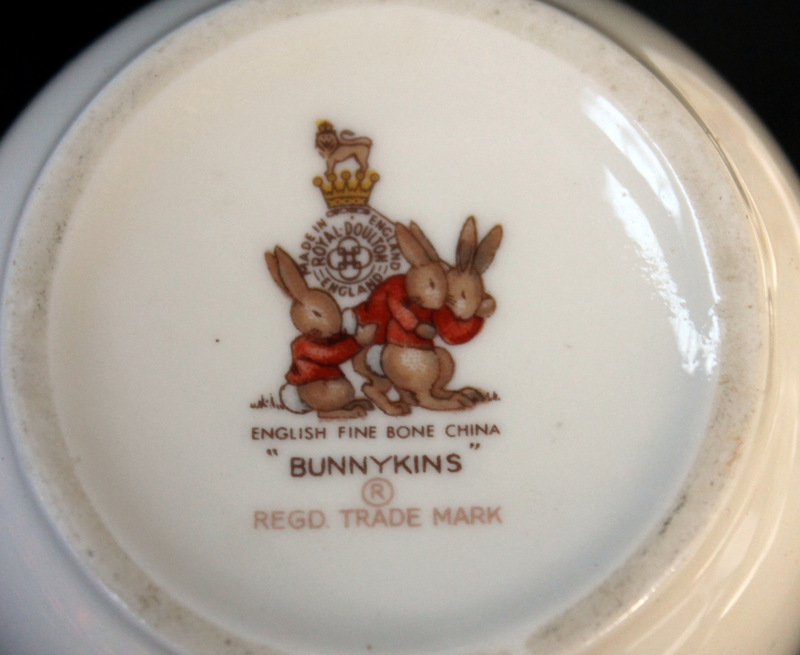 MADE IN ENGLAND
ROYAL·DOULTON
ENGLAND
ENGLISH FINE BONE CHINA
"BUNNYKINS"
®
REGD. TRADE MARK